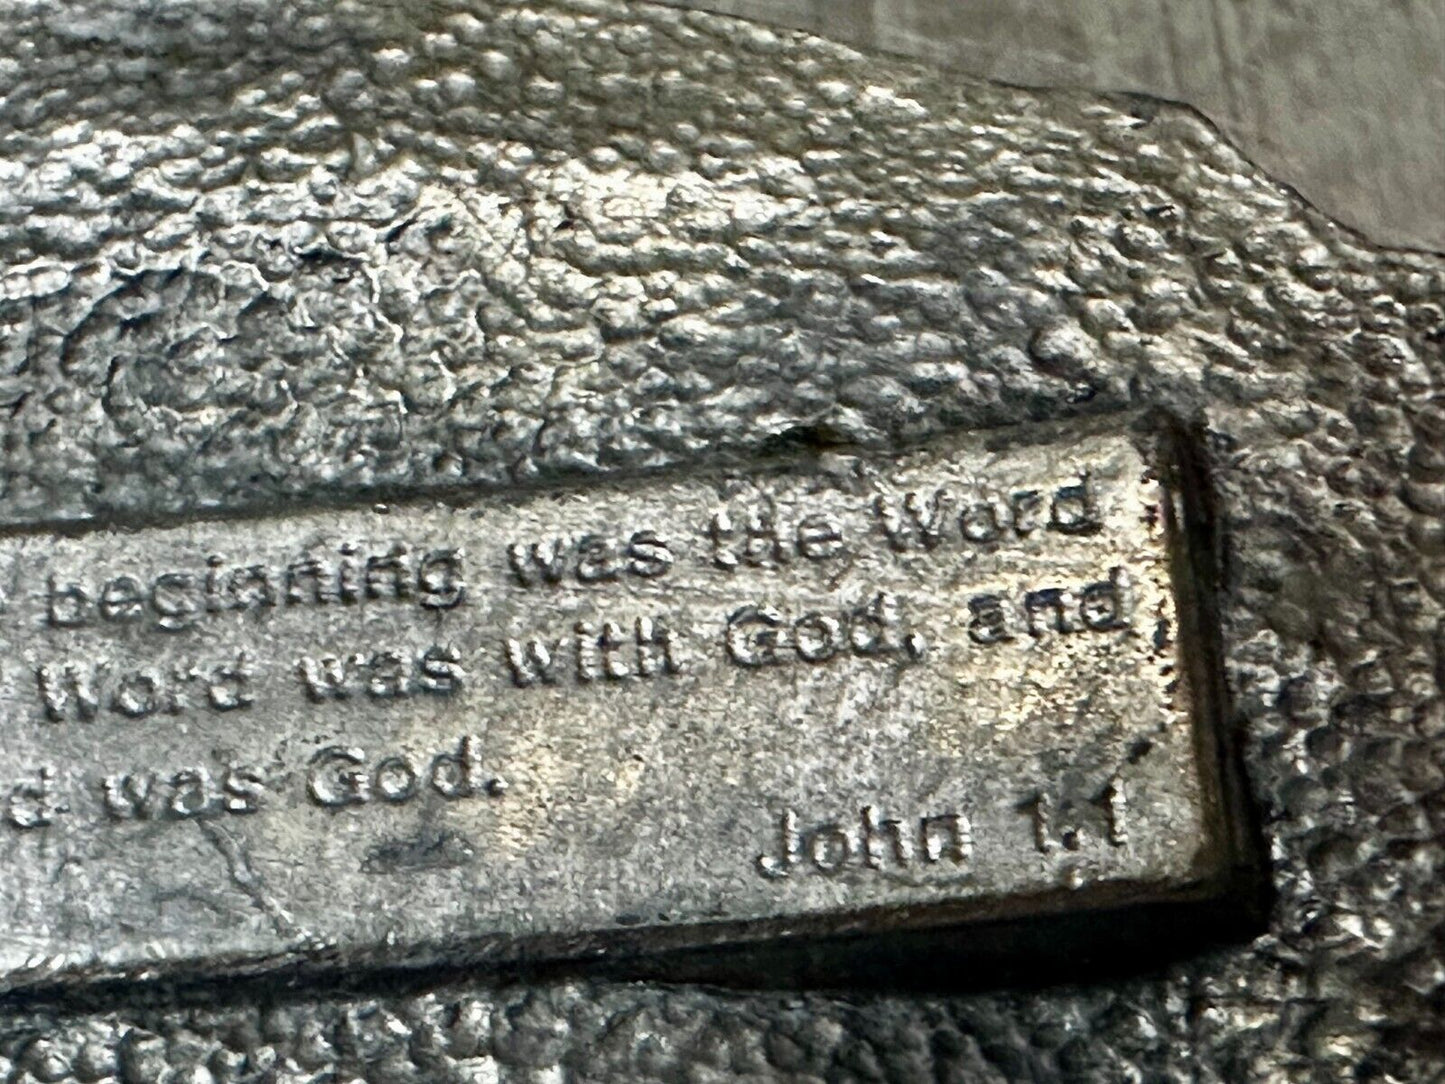 beginning was the Word
Word was with God, and
d was God.
John 1.1